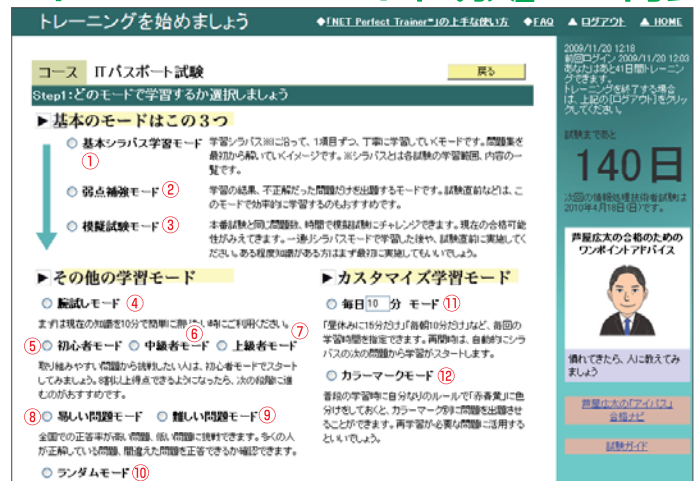 トレーニングを始めましょう
◆「NET Perfect Trainer™」の上手な使い方 ◆FAQ ▲ログアウト ▲HOME
コース ITパスポート試験
戻る
Step1:どのモードで学習するか選択しましょう
▶基本のモードはこの3つ
基本シラバス学習モード ①
学習シラバス※に沿って、1項目ずつ、丁寧に学習していくモードです。問題集を
最初から解いていくイメージです。※シラバスとは各試験の学習範囲、内容の一
覧です。
弱点補強モード ②
学習の結果、不正解だった問題だけを出題するモードです。試験直前などは、こ
のモードで効率的に学習するのもおすすめです。
模擬試験モード ③
本番試験と同じ問題数、時間で模擬試験にチャレンジできます。現在の合格可能
性がみえてきます。一通りシラバスモードで学習した後や、試験直前に実施してく
ださい。ある程度知識がある方はまず最初に実施してもいいでしょう。
▶その他の学習モード
腕試しモード ④
まずは現在の知識を10分で簡単に測りたい時にご利用ください。
⑤ 初心者モード ⑥ 中級者モード ⑦ 上級者モード
取り組みやすい問題から挑戦したい人は、初心者モードでスタート
してみましょう。8割以上得点できるようになったら、次の段階に進
むのがおすすめです。
⑧ 易しい問題モード 難しい問題モード ⑨
全国での正答率が高い問題、低い問題に挑戦できます。多くの人
が正解している問題、間違えた問題を正答できるか確認できます。
ランダムモード ⑩
▶カスタマイズ学習モード
毎日 10 分 モード ⑪
「昼休みに15分だけ」「毎朝10分だけ」など、毎回の
学習時間を指定できます。再開時は、自動的にシラ
バスの次の問題から学習がスタートします。
カラーマークモード ⑫
普段の学習時に自分なりのルールで「赤青黄」に色
分けをしておくと、カラーマーク別に問題を出題させ
ることができます。再学習が必要な問題に活用する
といいでしょう。
2009/11/20 12:18
前回ログイン 2009/11/20 12:03
あなたはあと41日間トレーニン
グできます。
トレーニングを終了する場合
は、上記の[ログアウト]をクリッ
クしてください。
試験まであと
140日
次回の情報処理技術者試験は
2010年4月18日(日)です。
芦屋広太の合格のための
ワンポイントアドバイス
慣れてきたら、人に教えてみ
ましょう
芦屋広太の「アイパス」
合格ナビ
試験ガイド